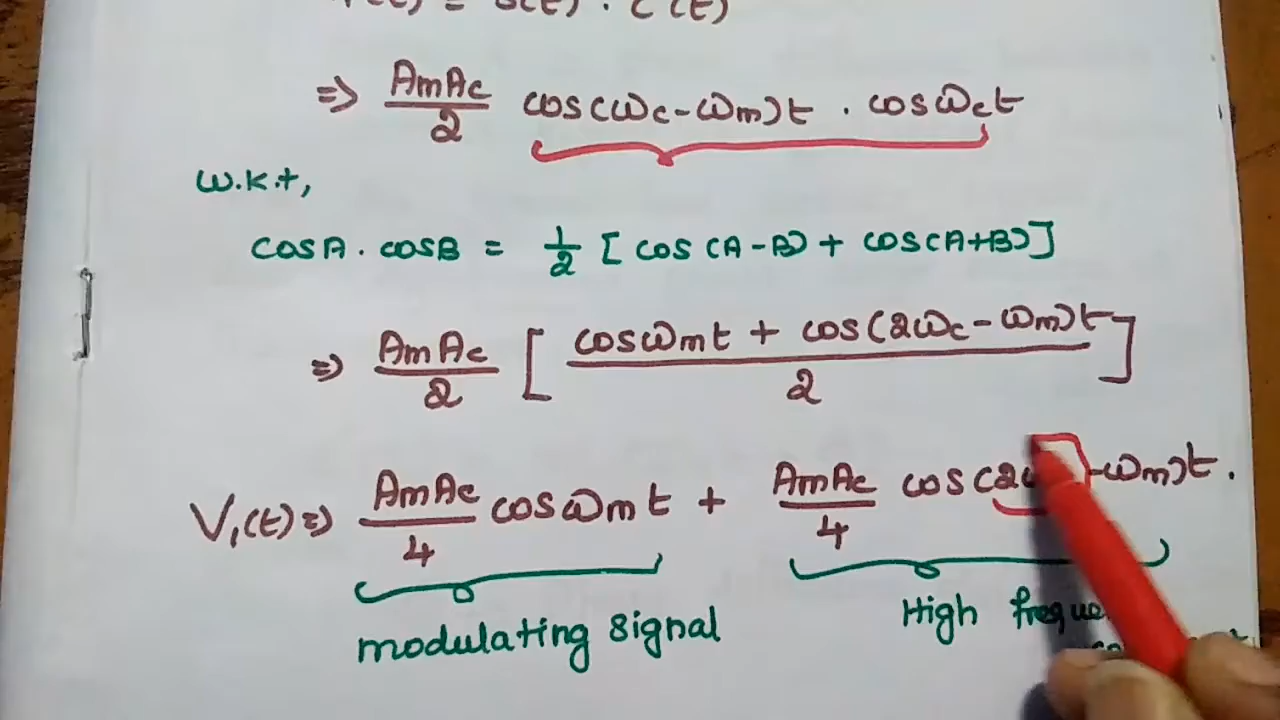 (t) = S(t) . C(t)
=> AmAc/2 cos(ωc-ωm)t . cosωct
w.k.t,
cosA . cosB = 1/2 [cos(A-B) + cos(A+B)]
=> AmAc/2 [cosωmt + cos(2ωc-ωm)t/2]
V1(t) => AmAc/4 cosωmt + AmAc/4 cos(2ω -ωm)t.
modulating signal
High